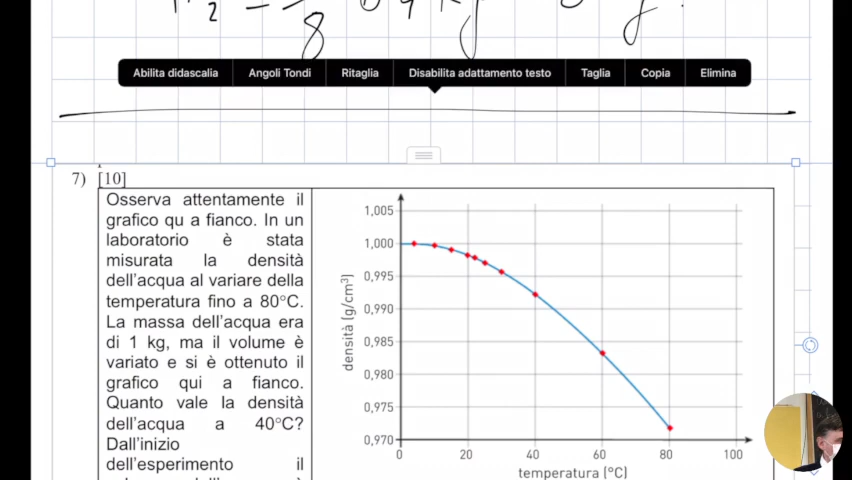 2 = 8 kg
Abilita didascalia Angoli Tondi Ritaglia Disabilita adattamento testo Taglia Copia Elimina
7) [10]
Osserva attentamente il
grafico qu a fianco. In un
laboratorio è stata
misurata la densità
dell'acqua al variare della
temperatura fino a 80°C.
La massa dell'acqua era
di 1 kg, ma il volume è
variato e si è ottenuto il
grafico qui a fianco.
Quanto vale la densità
dell'acqua a 40°C?
Dall'inizio
dell'esperimento il
densità (g/cm³)
1,005
1,000
0,995
0,990
0,985
0,980
0,975
0,970
0 20 40 60 80 100
temperatura (°C)